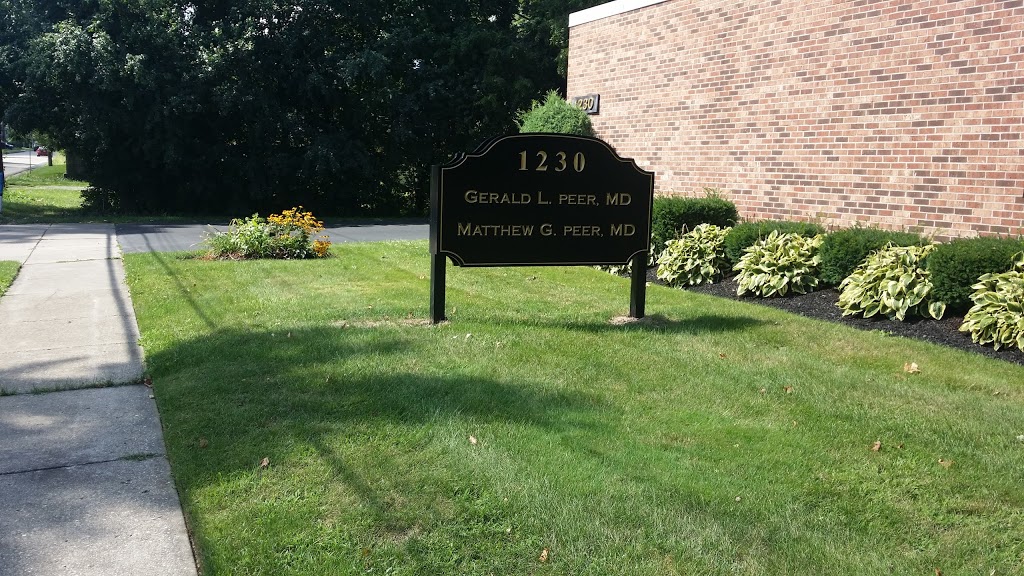 1230
1230
GERALD L. PEER, MD
MATTHEW G. PEER, MD